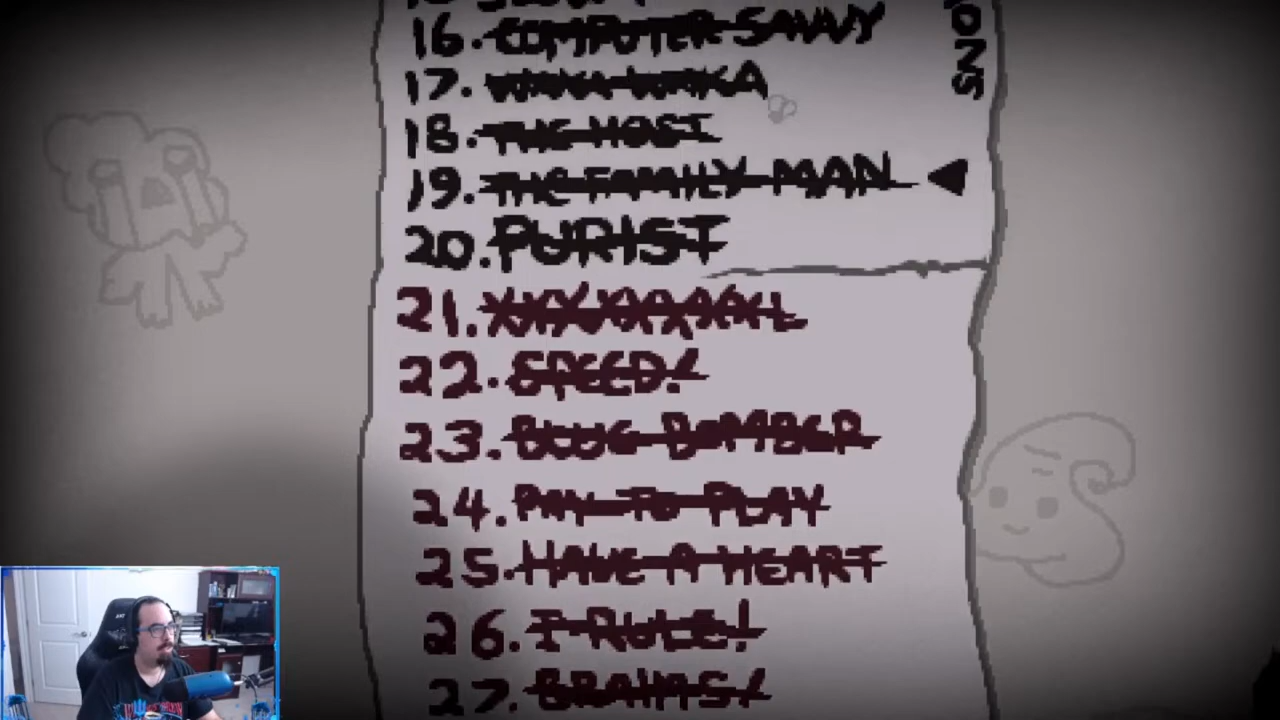 16. COMPUTER SAVVY
17. WAKA WAKA
18. THE HOST
19. THE FAMILY MAN
20. PURIST
21. XXXXXXXXL
22. SPEED!
23. BLUE BOMBER
24. PAY TO PLAY
25. HAVE A HEART
26. I RULE!
27. BRAINS!